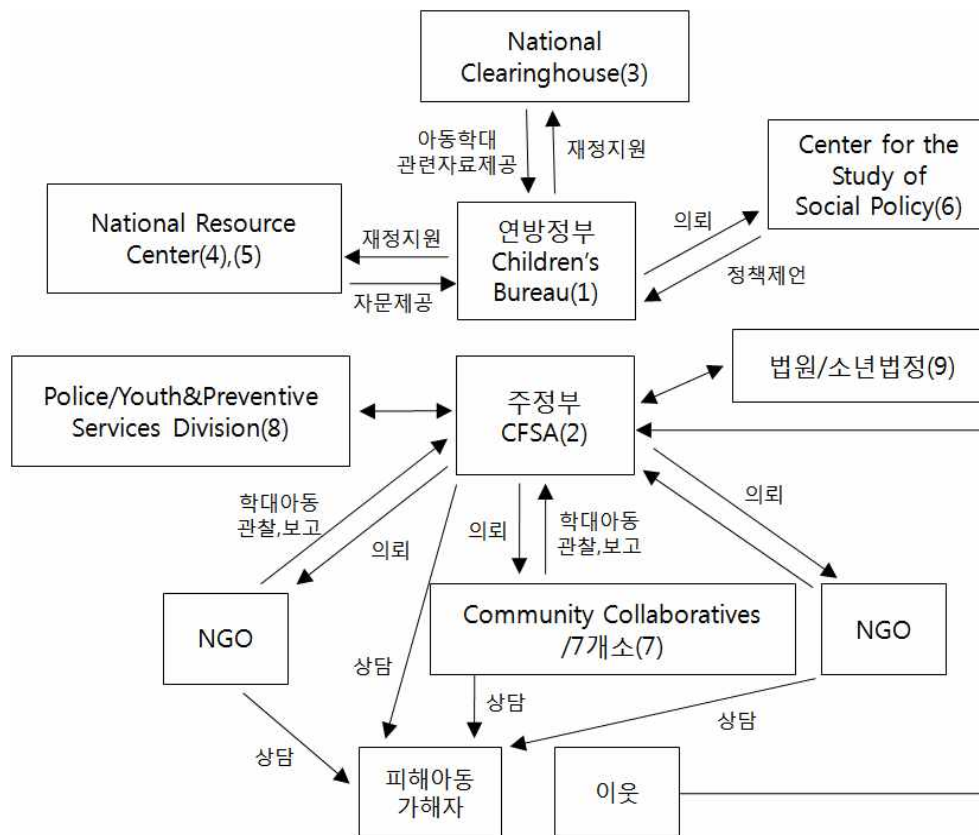 National
Clearinghouse(3)
아동학대
관련자료제공
재정지원
Center for the
Study of
Social Policy(6)
National Resource
Center(4),(5)
재정지원
자문제공
연방정부
Children's
Bureau(1)
의뢰
정책제언
Police/Youth&Preventive
Services Division(8)
주정부
CFSA(2)
법원/소년법정(9)
학대아동
관찰,보고
의뢰
의뢰
학대아동
관찰,보고
의뢰
NGO
Community Collaboratives
/7개소(7)
NGO
상담
상담
상담
상담
피해아동
가해자
이웃